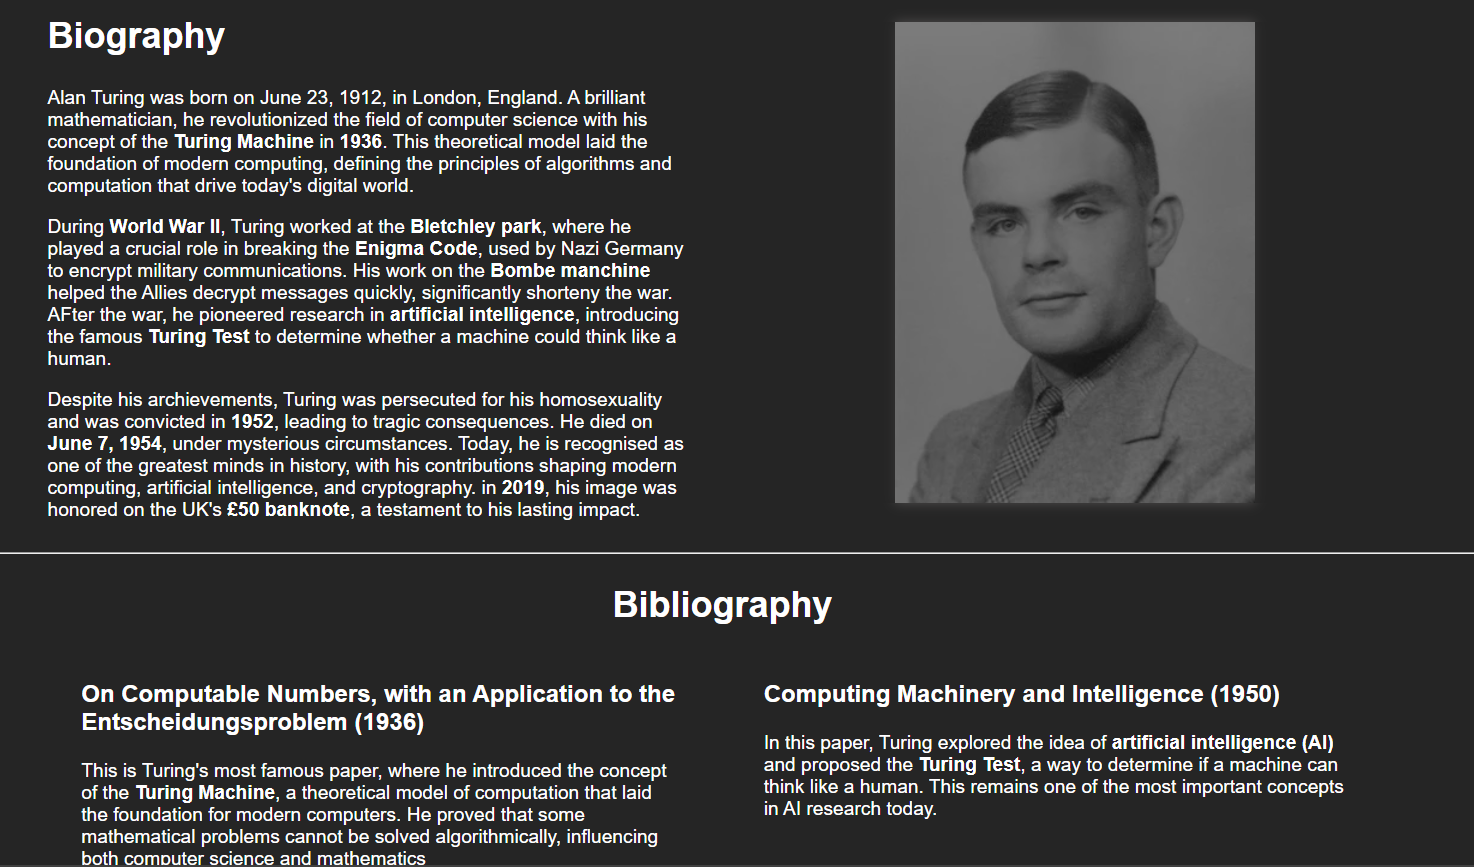 Biography
Alan Turing was born on June 23, 1912, in London, England. A brilliant
mathematician, he revolutionized the field of computer science with his
concept of the Turing Machine in 1936. This theoretical model laid the
foundation of modern computing, defining the principles of algorithms and
computation that drive today's digital world.
During World War II, Turing worked at the Bletchley park, where he
played a crucial role in breaking the Enigma Code, used by Nazi Germany
to encrypt military communications. His work on the Bombe manchine
helped the Allies decrypt messages quickly, significantly shorteny the war.
AFter the war, he pioneered research in artificial intelligence, introducing
the famous Turing Test to determine whether a machine could think like a
human.
Despite his archievements, Turing was persecuted for his homosexuality
and was convicted in 1952, leading to tragic consequences. He died on
June 7, 1954, under mysterious circumstances. Today, he is recognised as
one of the greatest minds in history, with his contributions shaping modern
computing, artificial intelligence, and cryptography. in 2019, his image was
honored on the UK's £50 banknote, a testament to his lasting impact.
Bibliography
On Computable Numbers, with an Application to the
Entscheidungsproblem (1936)
This is Turing's most famous paper, where he introduced the concept
of the Turing Machine, a theoretical model of computation that laid
the foundation for modern computers. He proved that some
mathematical problems cannot be solved algorithmically, influencing
both computer science and mathematics
Computing Machinery and Intelligence (1950)
In this paper, Turing explored the idea of artificial intelligence (AI)
and proposed the Turing Test, a way to determine if a machine can
think like a human. This remains one of the most important concepts
in AI research today.